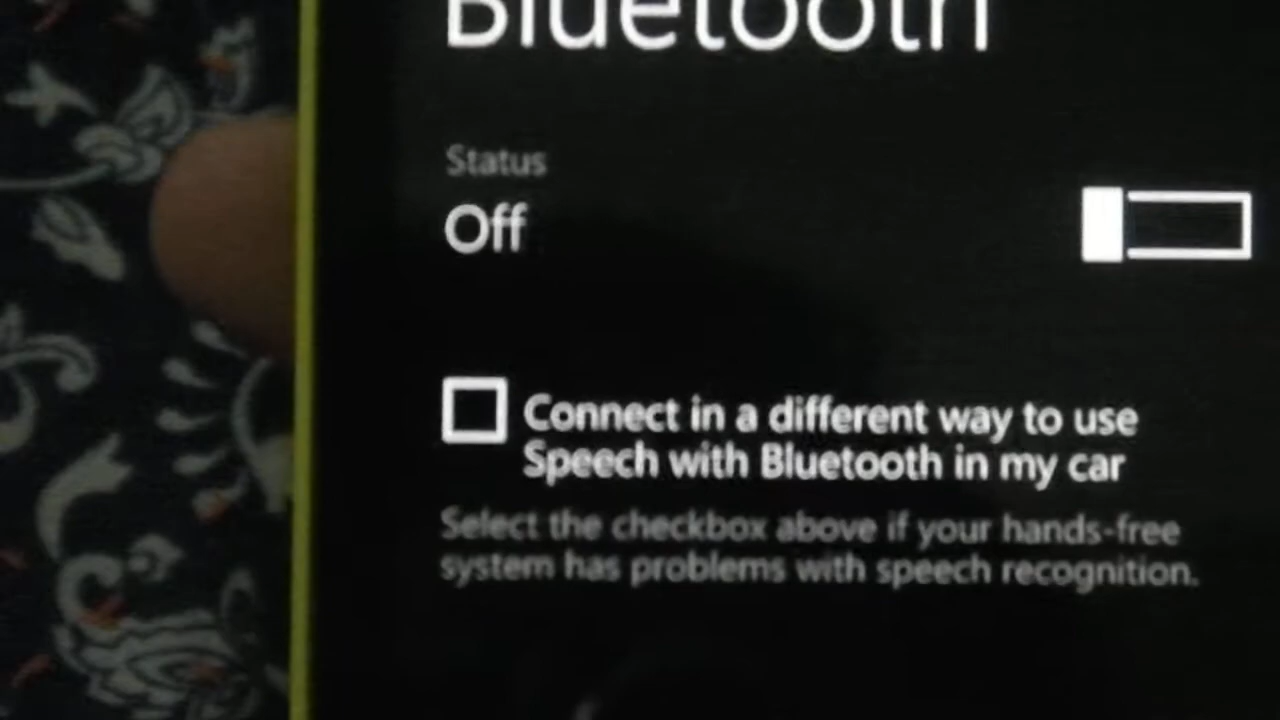 Bluetooth
Status
Off
Connect in a different way to use
Speech with Bluetooth in my car
Select the checkbox above if your hands-free
system has problems with speech recognition.